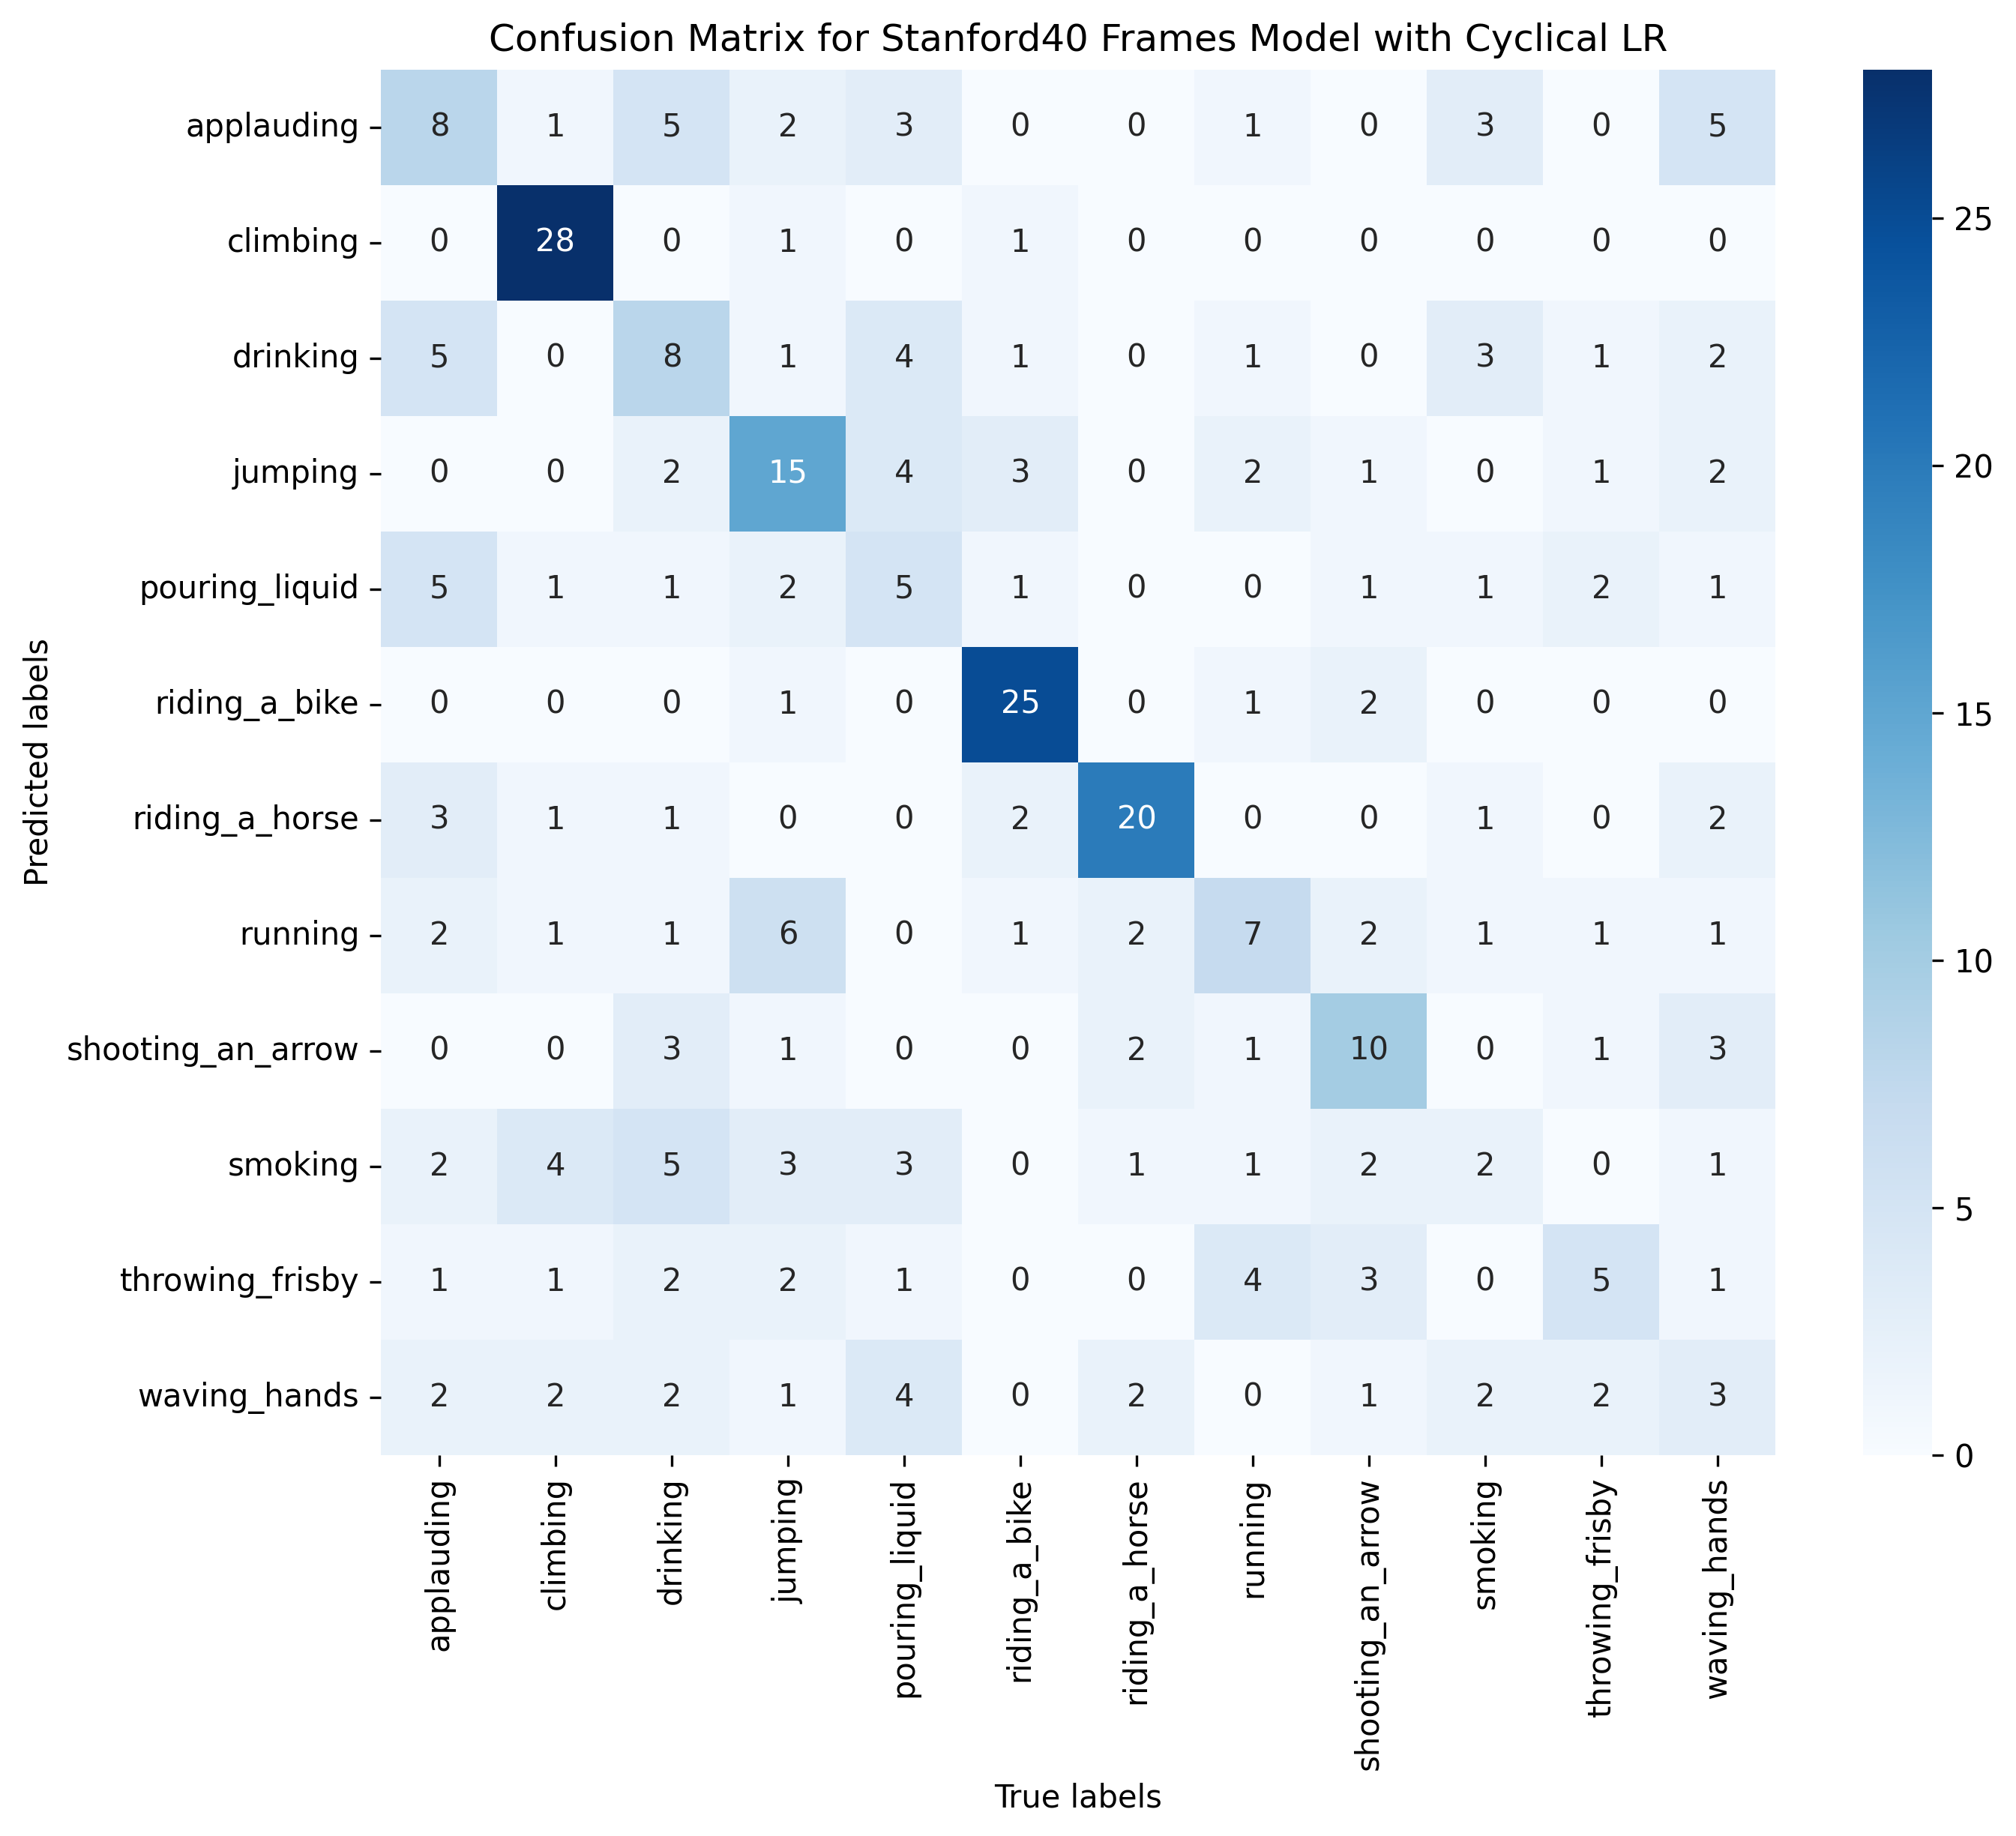 Confusion Matrix for Stanford40 Frames Model with Cyclical LR
applauding 8 1 5 2 3 0 0 1 0 3 0 5
climbing 0 28 0 1 0 1 0 0 0 0 0 0
drinking 5 0 8 1 4 1 0 1 0 3 1 2
jumping 0 0 2 15 4 3 0 2 1 0 1 2
pouring_liquid 5 1 1 2 5 1 0 0 1 1 2 1
riding_a_bike 0 0 0 1 0 25 0 1 2 0 0 0
riding_a_horse 3 1 1 0 0 2 20 0 0 1 0 2
running 2 1 1 6 0 1 2 7 2 1 1 1
shooting_an_arrow 0 0 3 1 0 0 2 1 10 0 1 3
smoking 2 4 5 3 3 0 1 1 2 2 0 1
throwing_frisby 1 1 2 2 1 0 0 4 3 0 5 1
waving_hands 2 2 2 1 4 0 2 0 1 2 2 3
Predicted labels
applauding
climbing
drinking
jumping
pouring_liquid
riding_a_bike
riding_a_horse
running
shooting_an_arrow
smoking
throwing_frisby
waving_hands
True labels
25
20
15
10
5
0